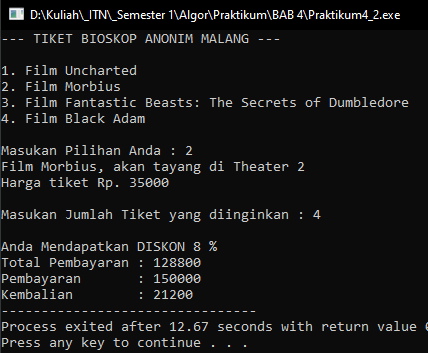 D:\Kuliah\_ITN\_Semester 1\Algor\Praktikum\BAB 4\Praktikum4_2.exe
--- TIKET BIOSKOP ANONIM MALANG ---
1. Film Uncharted
2. Film Morbius
3. Film Fantastic Beasts: The Secrets of Dumbledore
4. Film Black Adam
Masukan Pilihan Anda : 2
Film Morbius, akan tayang di Theater 2
Harga tiket Rp. 35000
Masukan Jumlah Tiket yang diinginkan : 4
Anda Mendapatkan DISKON 8 %
Total Pembayaran : 128800
Pembayaran       : 150000
Kembalian        : 21200
--------------------------------
Process exited after 12.67 seconds with return value
Press any key to continue . . .